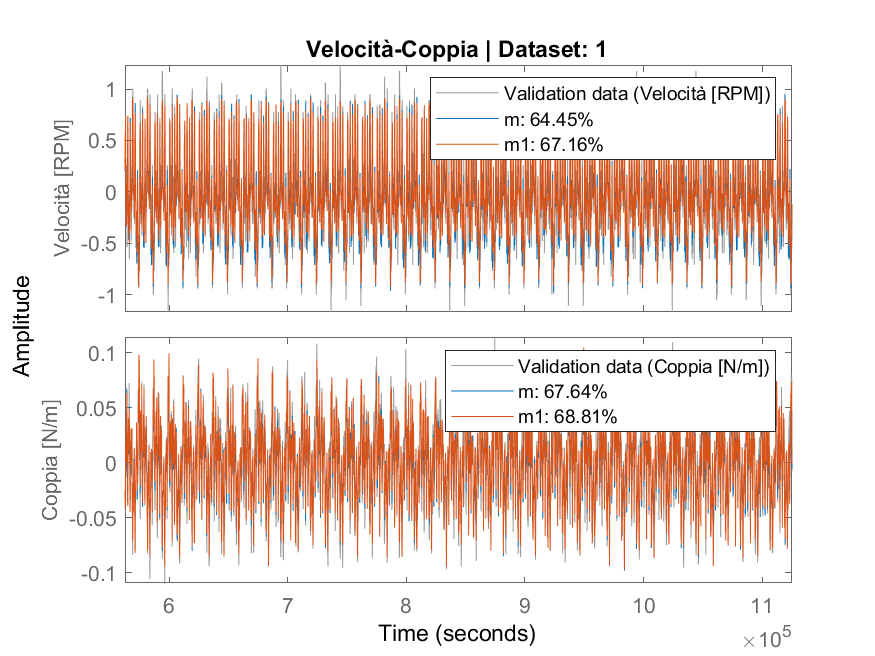 Velocità-Coppia | Dataset: 1
Amplitude
Velocità [RPM]
1
0.5
0
-0.5
-1
Validation data (Velocità [RPM])
m: 64.45%
m1: 67.16%
Coppia [N/m]
0.1
0.05
0
-0.05
-0.1
Validation data (Coppia [N/m])
m: 67.64%
m1: 68.81%
6 7 8 9 10 11
Time (seconds)
×10^5